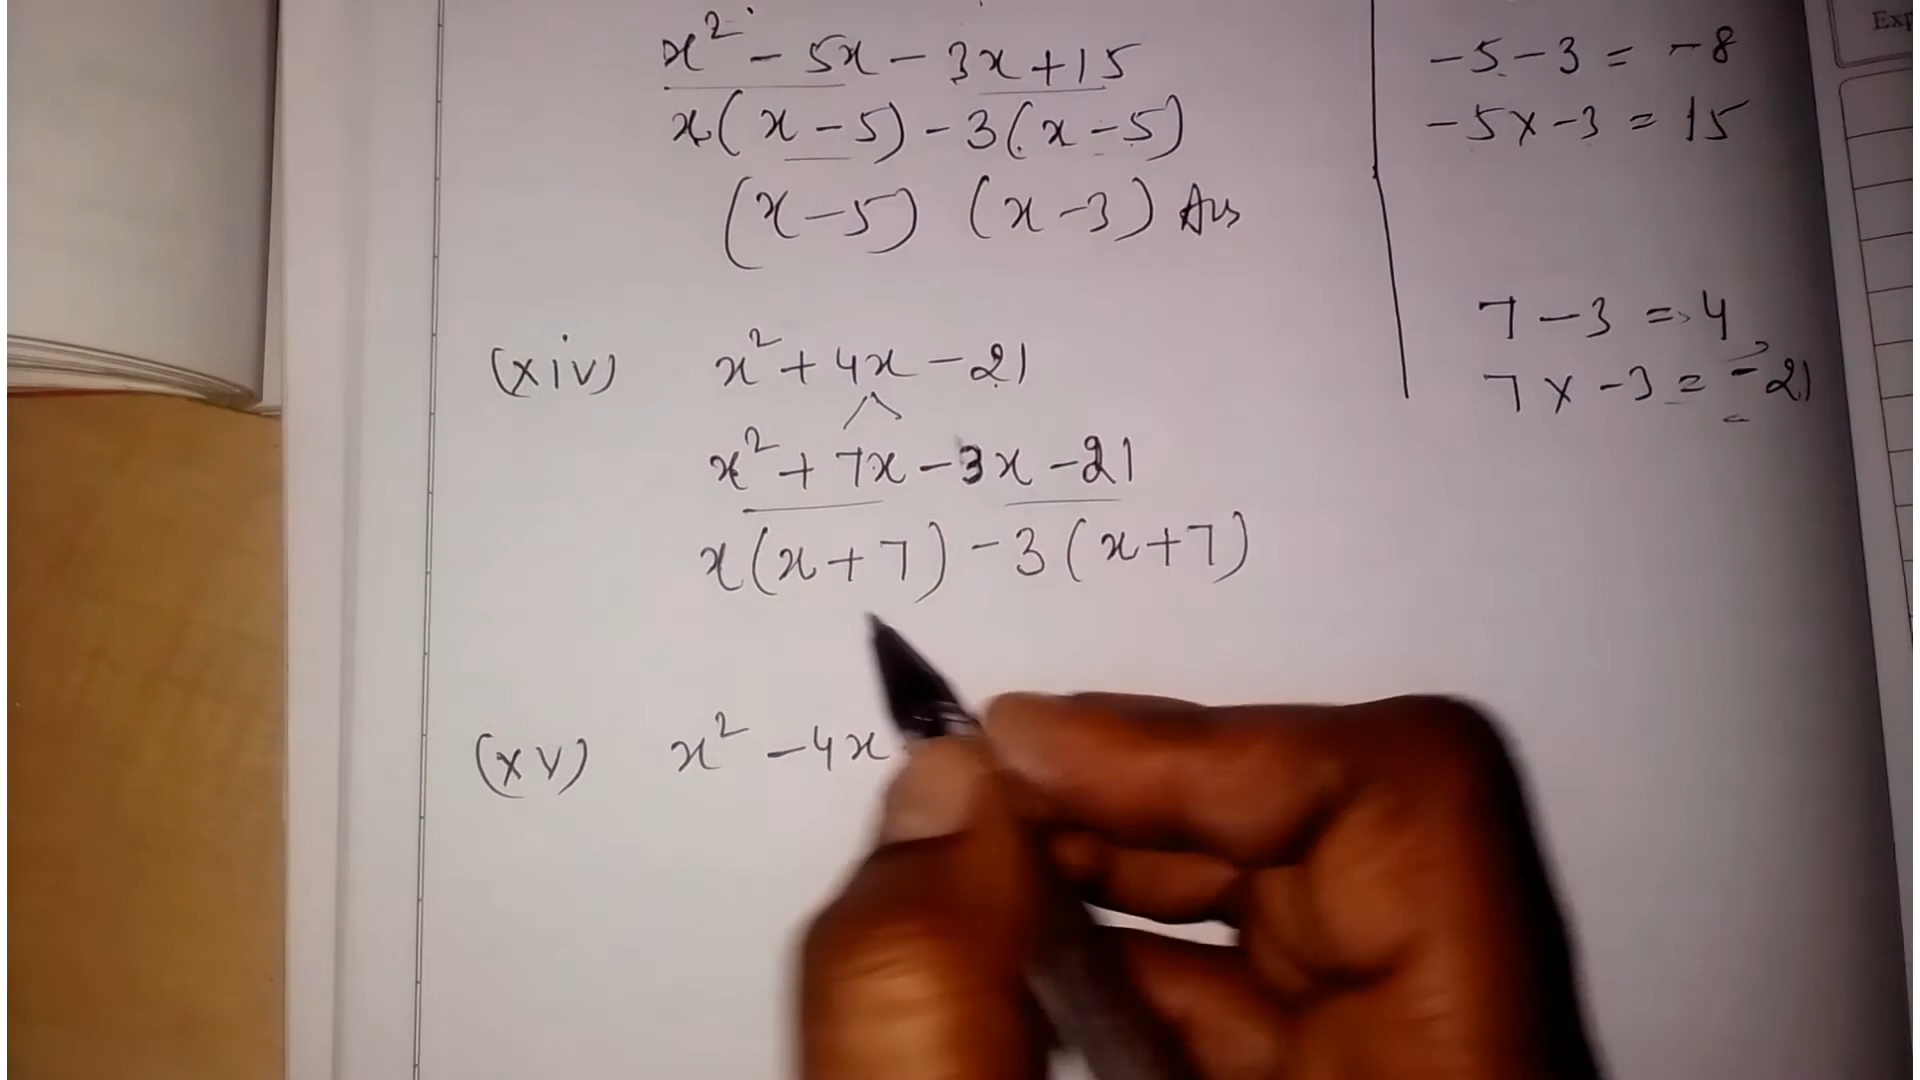 x² - 5x - 3x + 15
x(x - 5) - 3(x - 5)
(x - 5) (x - 3) Ans
-5 - 3 = -8
-5 x -3 = 15
(xiv) x² + 4x - 21
x² + 7x - 3x - 21
x(x + 7) - 3(x + 7)
7 - 3 = 4
7 x -3 = -21
(xv) x² - 4x